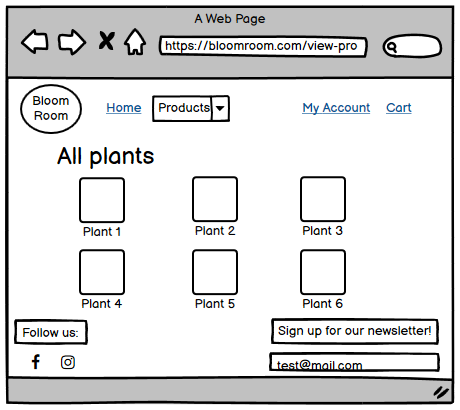 A Web Page
https://bloomroom.com/view-pro
Bloom
Room
Home
Products
My Account
Cart
All plants
Plant 1
Plant 2
Plant 3
Plant 4
Plant 5
Plant 6
Follow us:
Sign up for our newsletter!
test@mail.com